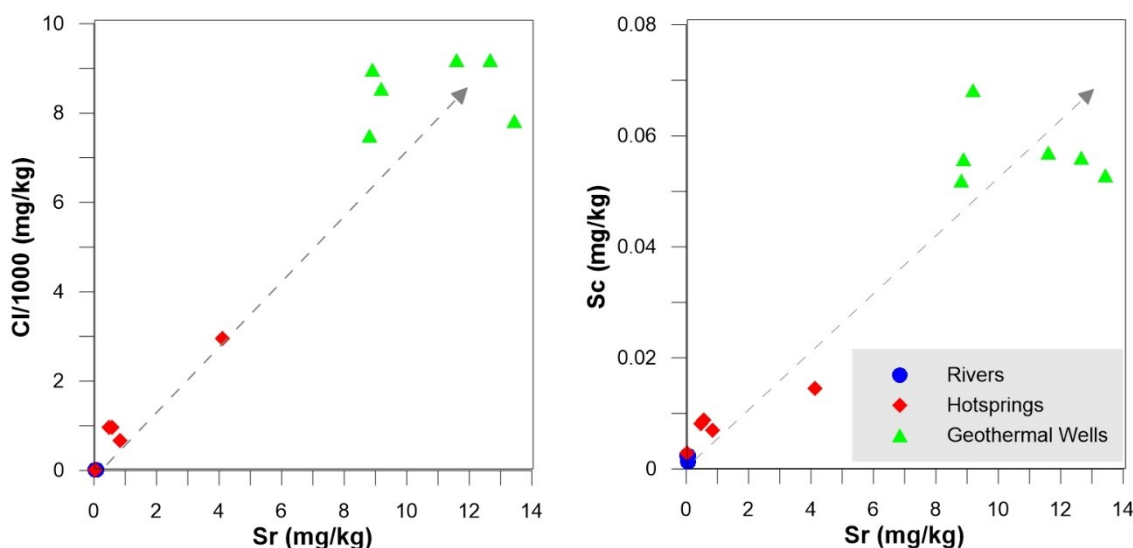 10
8
6
4
2
0
Cl/1000 (mg/kg)
0 2 4 6 8 10 12 14
Sr (mg/kg)
0.08
0.06
0.04
0.02
0
Sc (mg/kg)
Rivers
Hotsprings
Geothermal Wells
0 2 4 6 8 10 12 14
Sr (mg/kg)